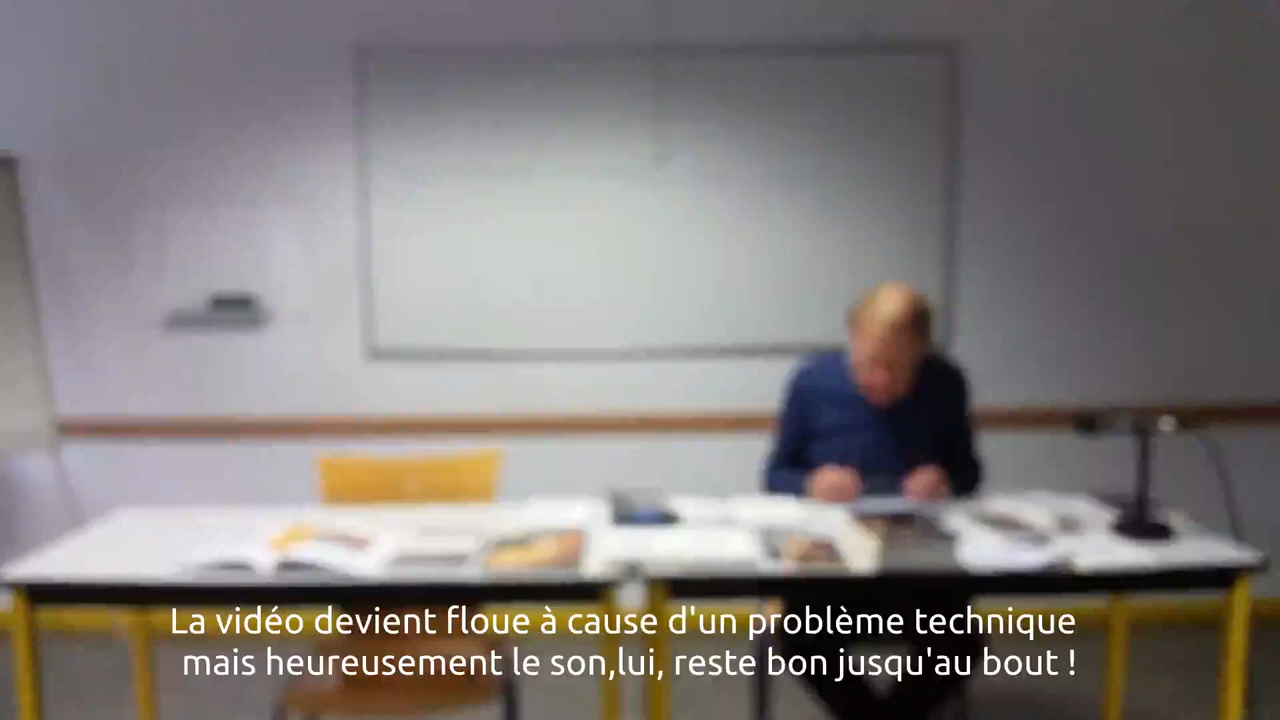 La vidéo devient floue à cause d'un problème technique
mais heureusement le son,lui, reste bon jusqu'au bout !